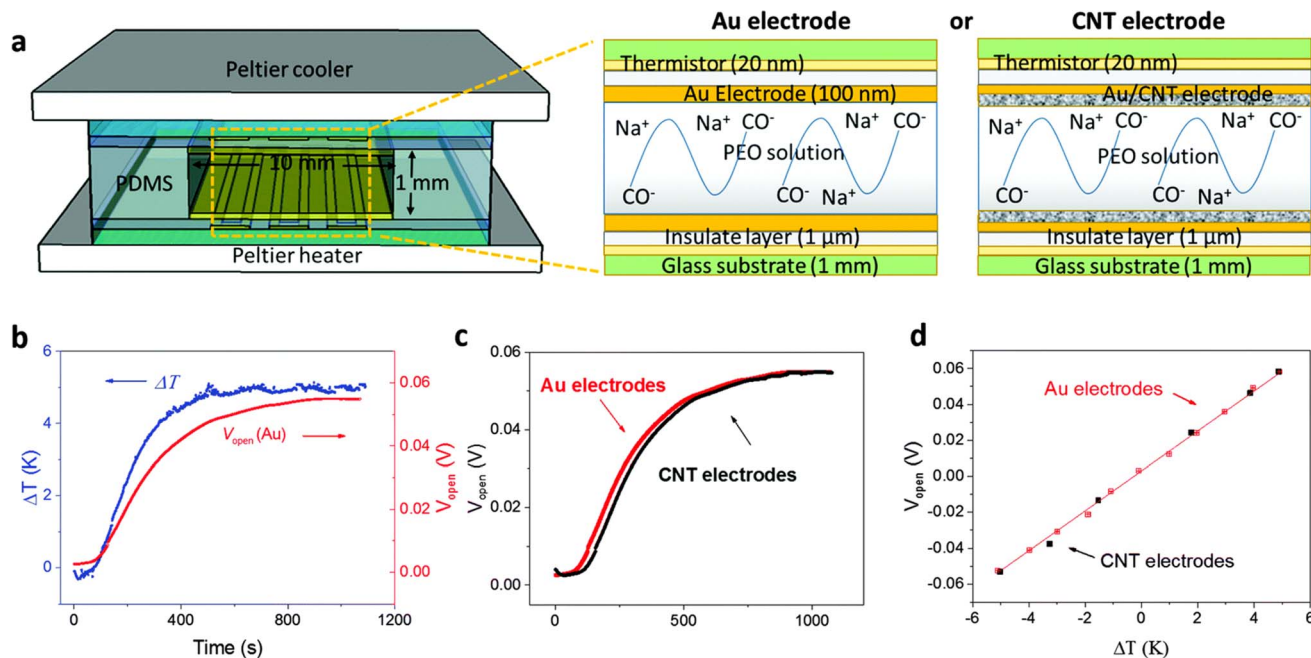 a
Peltier cooler
PDMS
10 mm
1 mm
Peltier heater
Au electrode
or
CNT electrode
Thermistor (20 nm)
Au Electrode (100 nm)
Na⁺ Na⁺ CO⁻ Na⁺ CO⁻
PEO solution
CO⁻ CO⁻ Na⁺
Insulate layer (1 μm)
Glass substrate (1 mm)
Thermistor (20 nm)
Au/CNT electrode
Na⁺ Na⁺ CO⁻ Na⁺ CO⁻
PEO solution
CO⁻ CO⁻ Na⁺
Insulate layer (1 μm)
Glass substrate (1 mm)
b
ΔT (K)
6
4
2
0
ΔT
V_open (Au)
0.06
0.04
0.02
0.00
V_open (V)
0 400 800 1200
Time (s)
c
V_open (V)
0.06
0.04
0.02
0.00
Au electrodes
CNT electrodes
0 500 1000
d
V_open (V)
0.06
0.04
0.02
0.00
-0.02
-0.04
-0.06
Au electrodes
CNT electrodes
-6 -4 -2 0 2 4 6
ΔT (K)